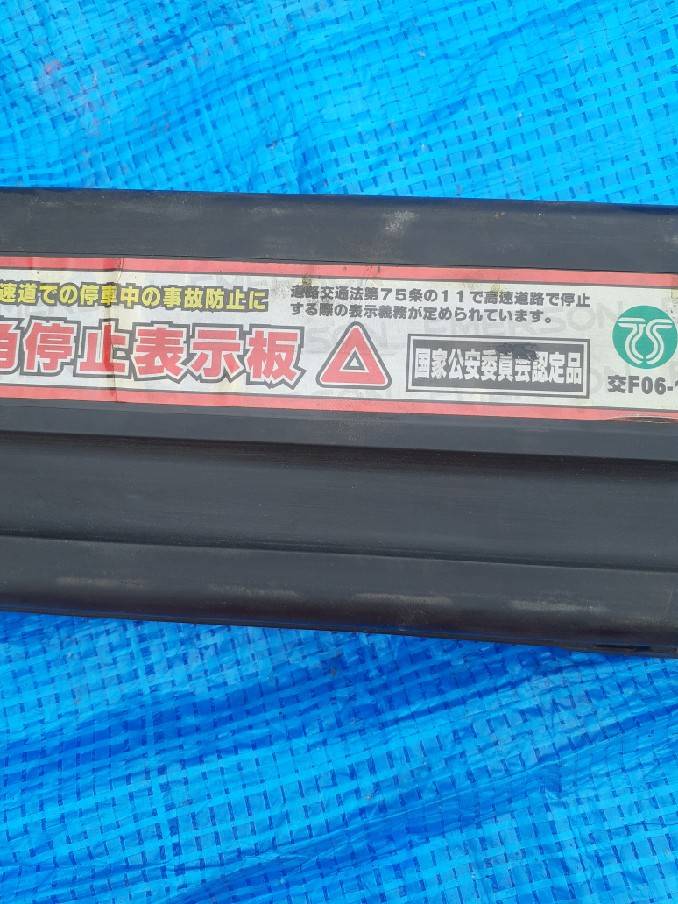 速道での停車中の事故防止に
道路交通法第75条の11で高速道路で停止
する際の表示義務が定められています。
角停止表示板
国家公安委員会認定品
交F06-